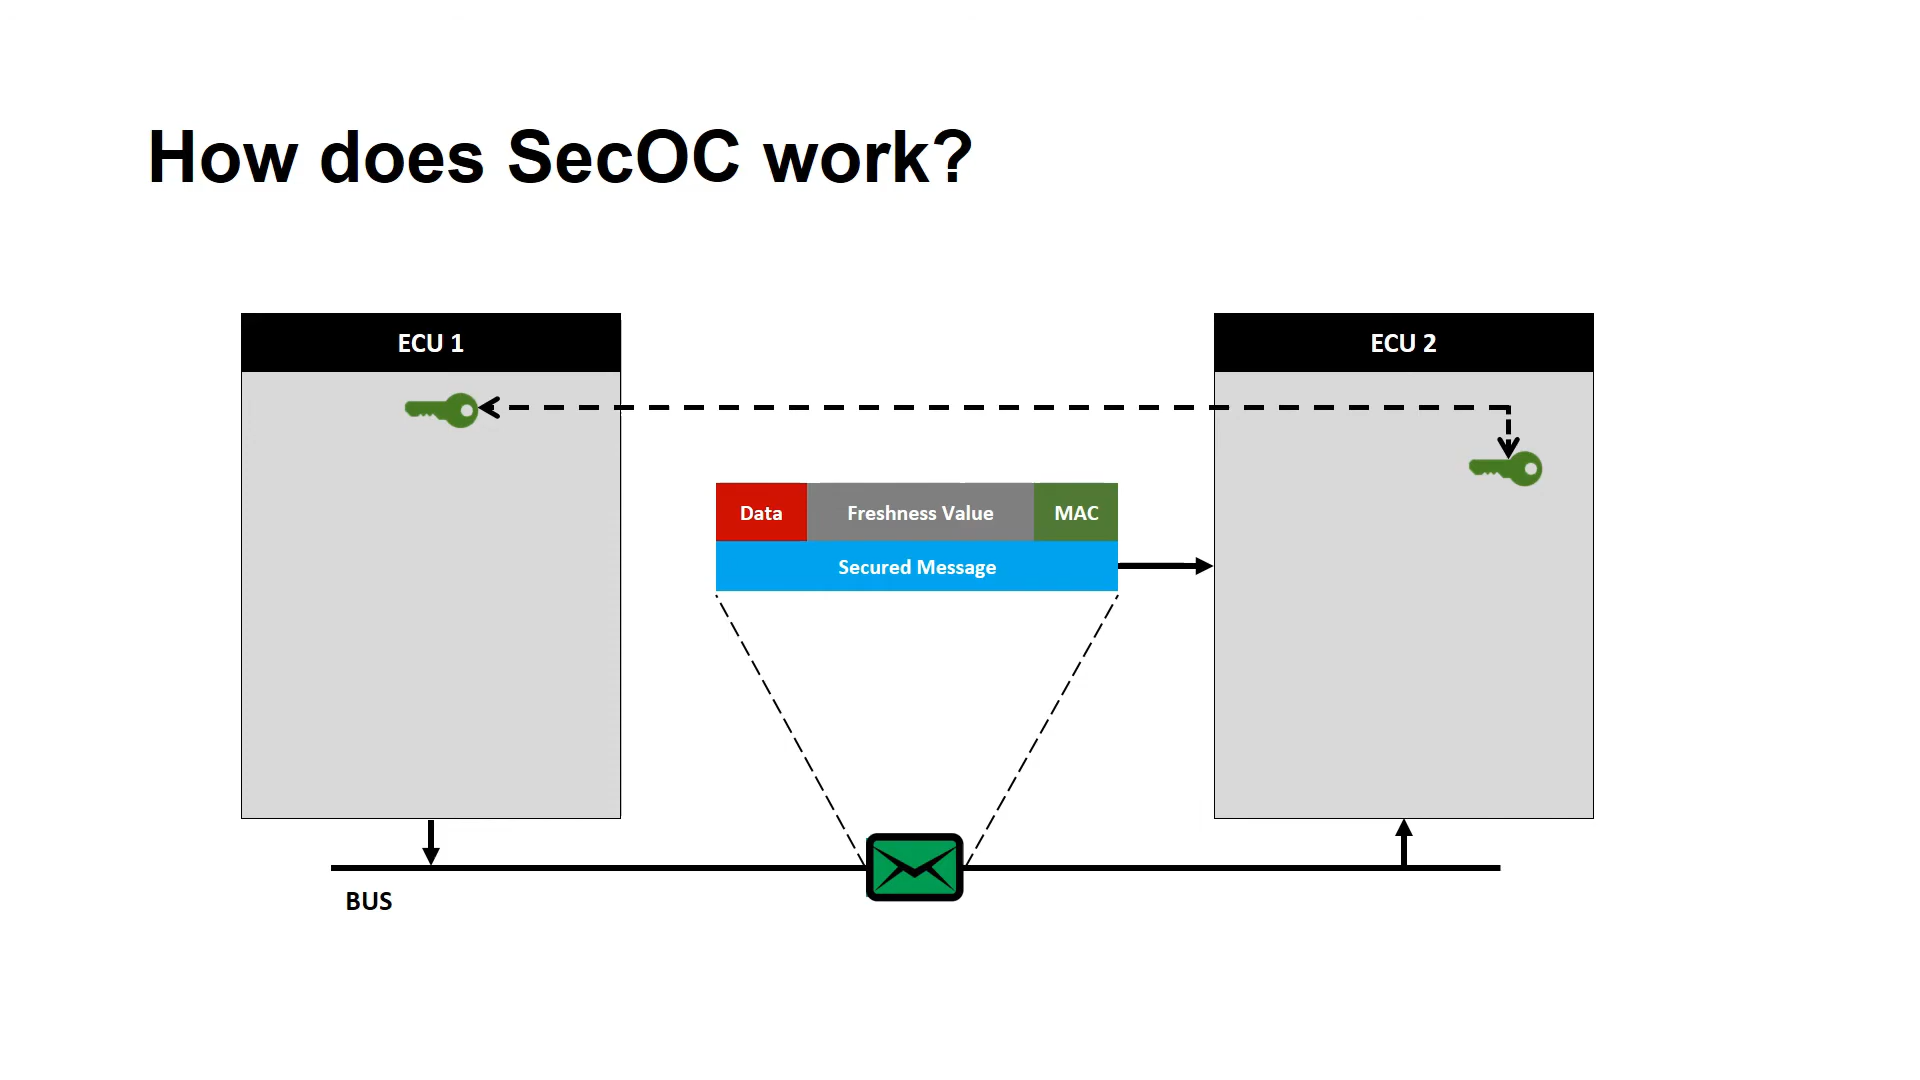 How does SecOC work?
ECU 1
ECU 2
Data
Freshness Value
MAC
Secured Message
BUS